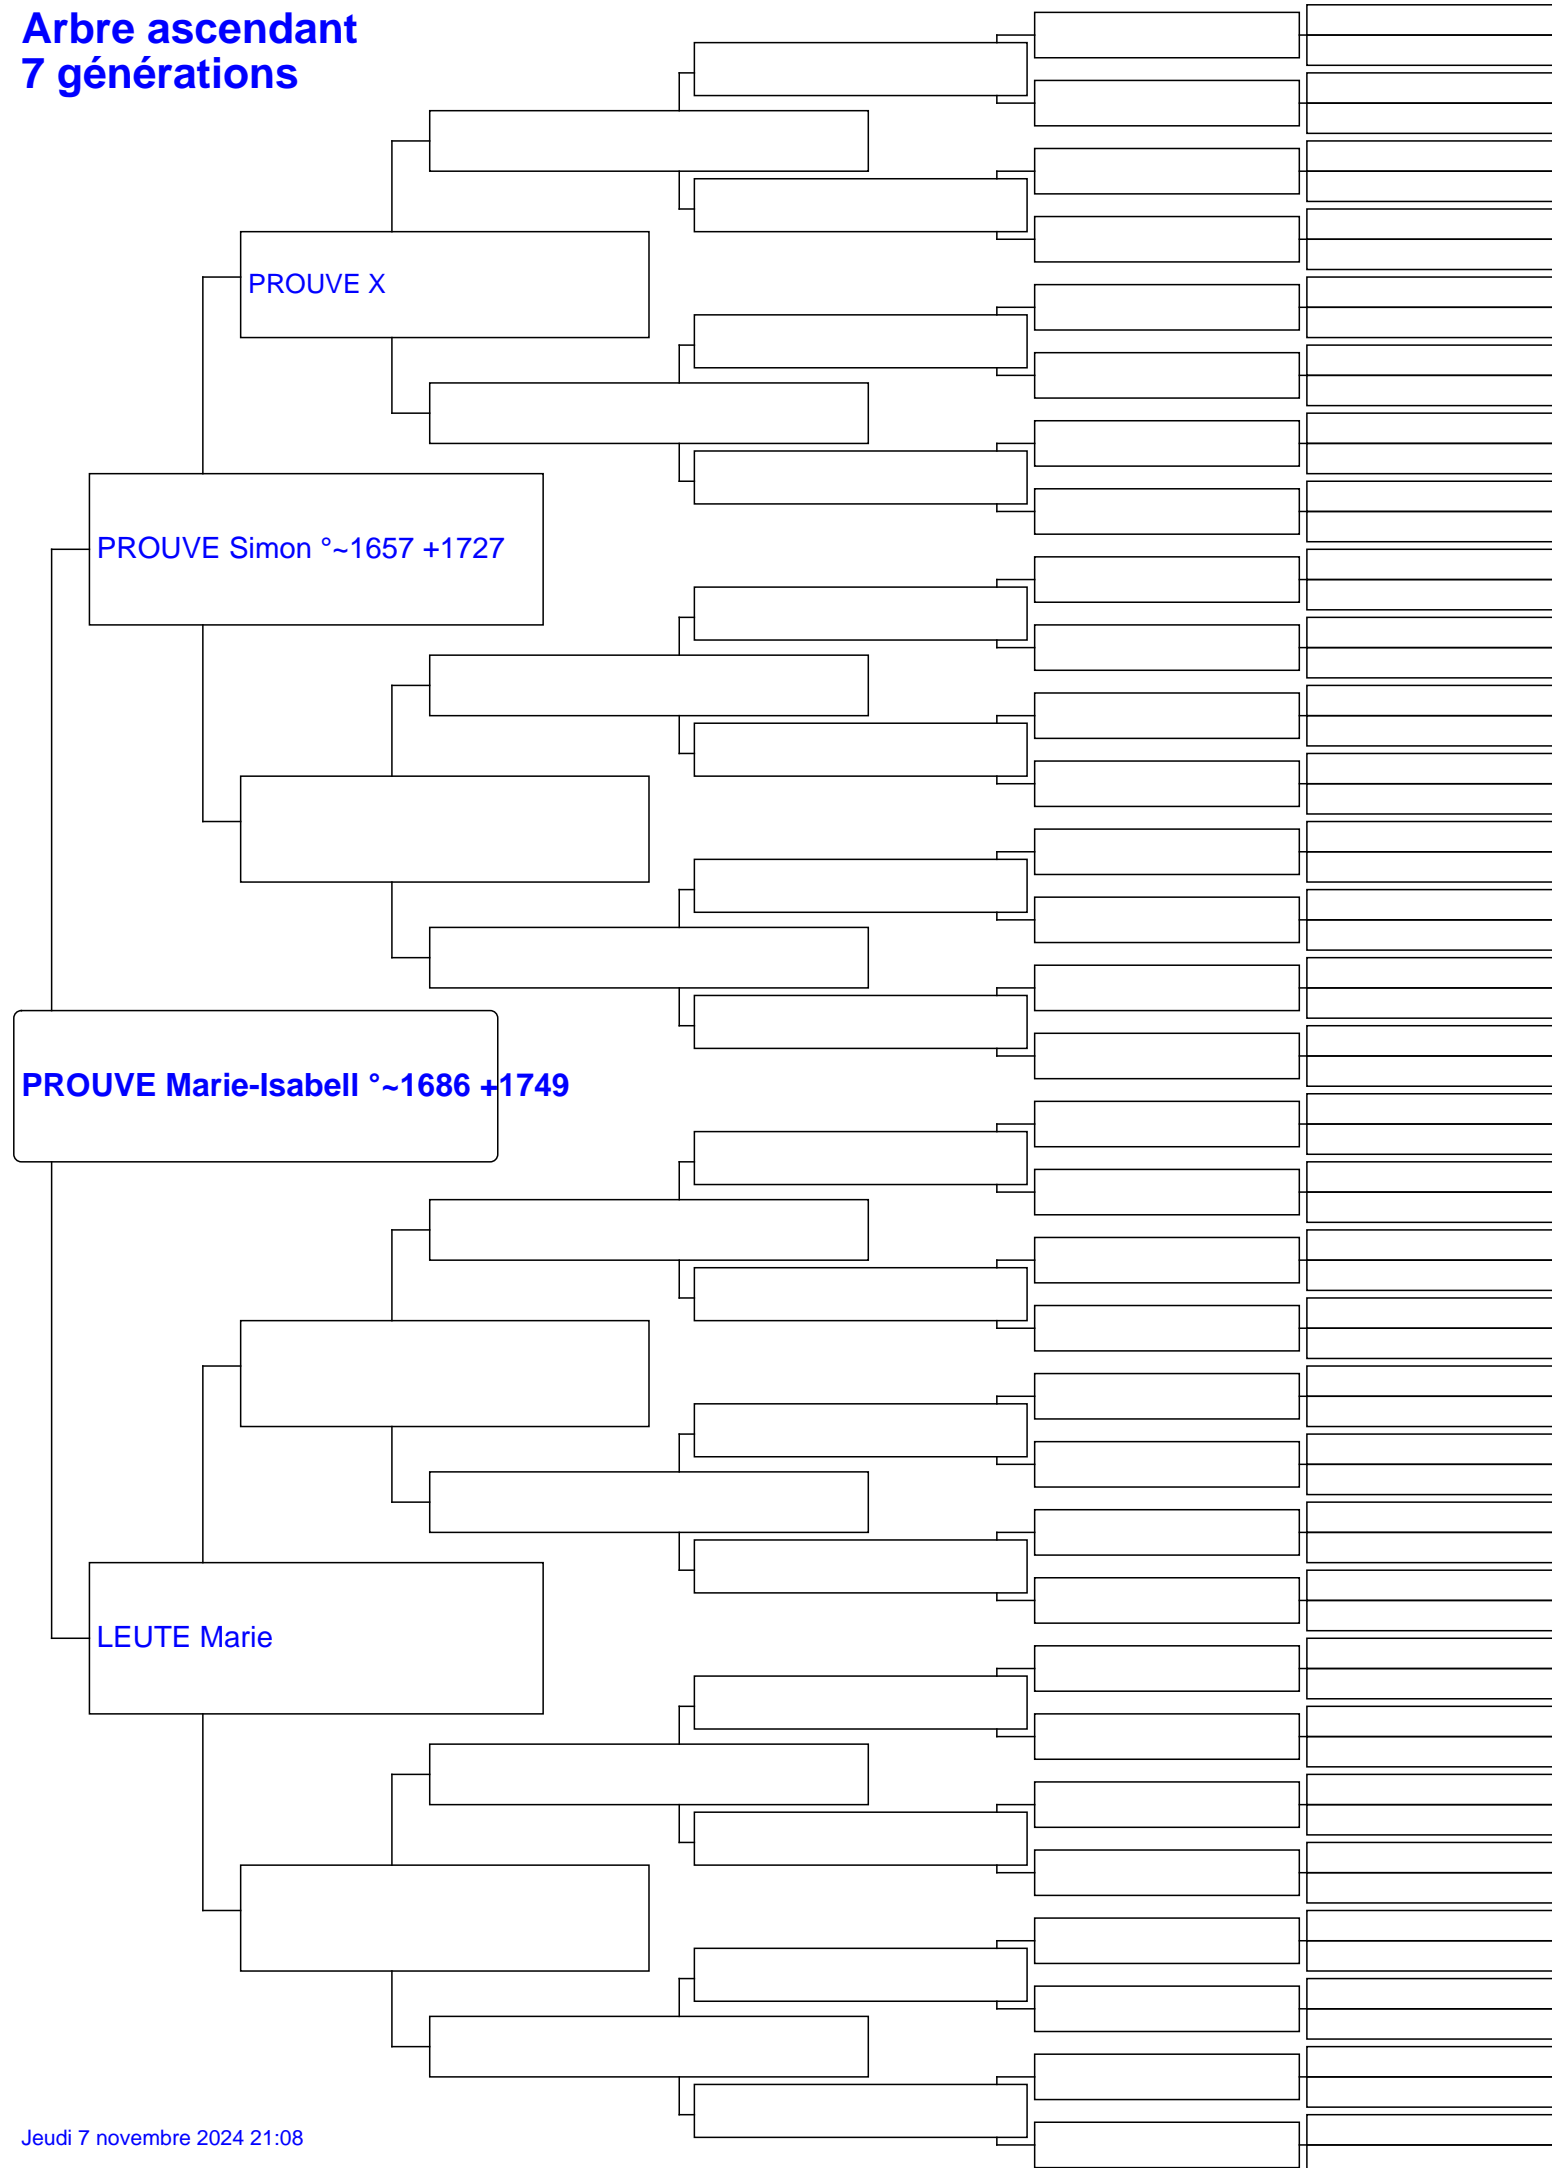 Arbre ascendant
7 générations
PROUVE X
PROUVE Simon °~1657 +1727
PROUVE Marie-Isabell °~1686 +1749
LEUTE Marie
Jeudi 7 novembre 2024 21:08